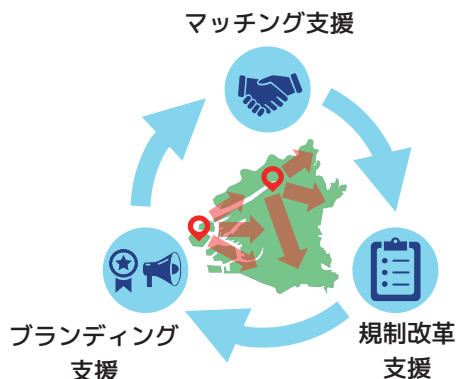 マッチング支援
ブランディング
支援
規制改革
支援